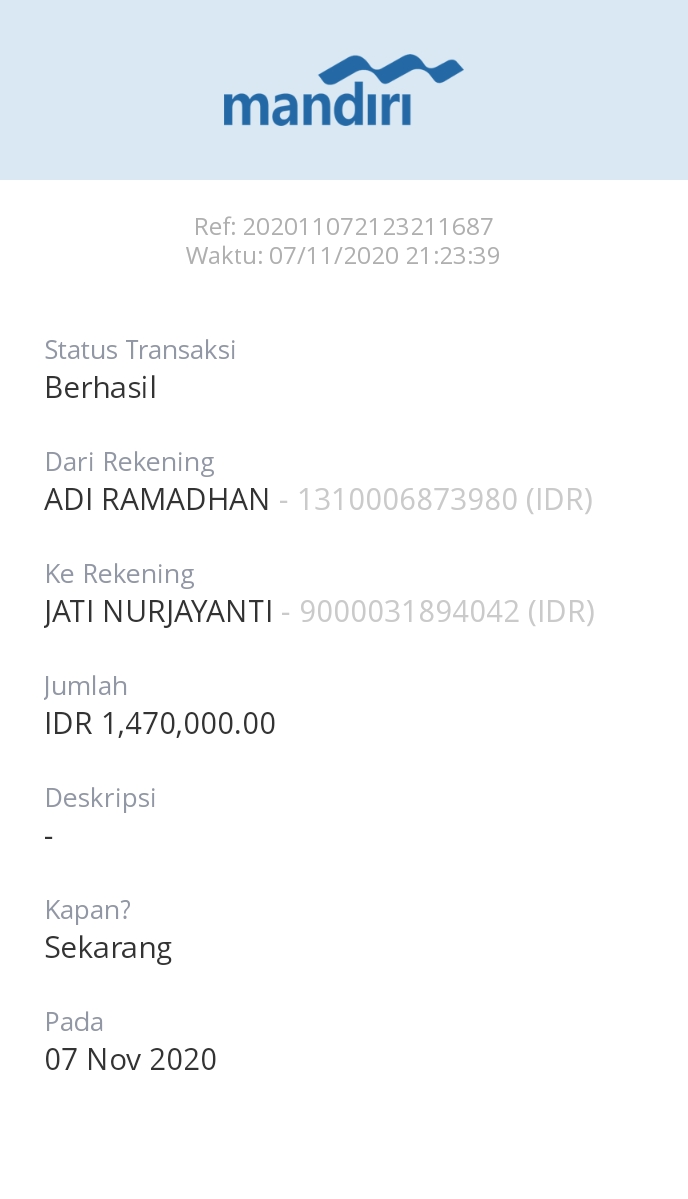 mandiri
Ref: 202011072123211687
Waktu: 07/11/2020 21:23:39
Status Transaksi
Berhasil
Dari Rekening
ADI RAMADHAN - 1310006873980 (IDR)
Ke Rekening
JATI NURJAYANTI - 9000031894042 (IDR)
Jumlah
IDR 1,470,000.00
Deskripsi
-
Kapan?
Sekarang
Pada
07 Nov 2020